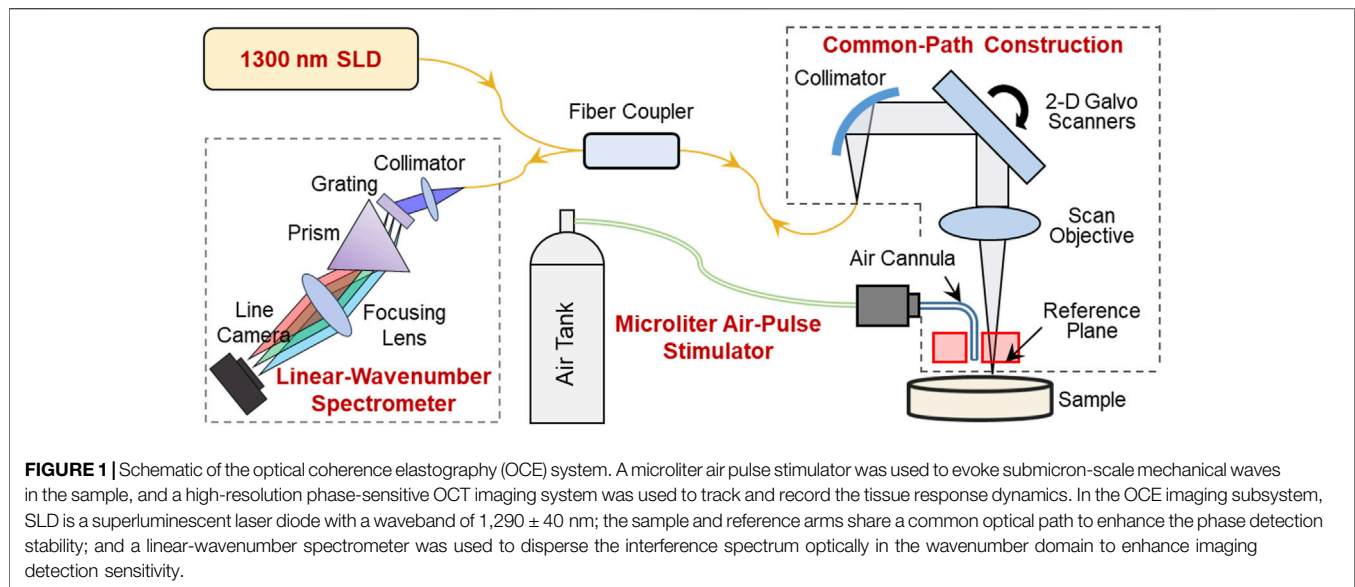 1300 nm SLD
Common-Path Construction
Collimator
2-D Galvo
Scanners
Fiber Coupler
Collimator
Grating
Prism
Scan
Objective
Air Cannula
Line
Camera
Focusing
Lens
Air Tank
Microliter Air-Pulse
Stimulator
Reference
Plane
Linear-Wavenumber
Spectrometer
Sample
FIGURE 1 | Schematic of the optical coherence elastography (OCE) system. A microliter air pulse stimulator was used to evoke submicron-scale mechanical waves
in the sample, and a high-resolution phase-sensitive OCT imaging system was used to track and record the tissue response dynamics. In the OCE imaging subsystem,
SLD is a superluminescent laser diode with a waveband of 1,290 ± 40 nm; the sample and reference arms share a common optical path to enhance the phase detection
stability; and a linear-wavenumber spectrometer was used to disperse the interference spectrum optically in the wavenumber domain to enhance imaging
detection sensitivity.